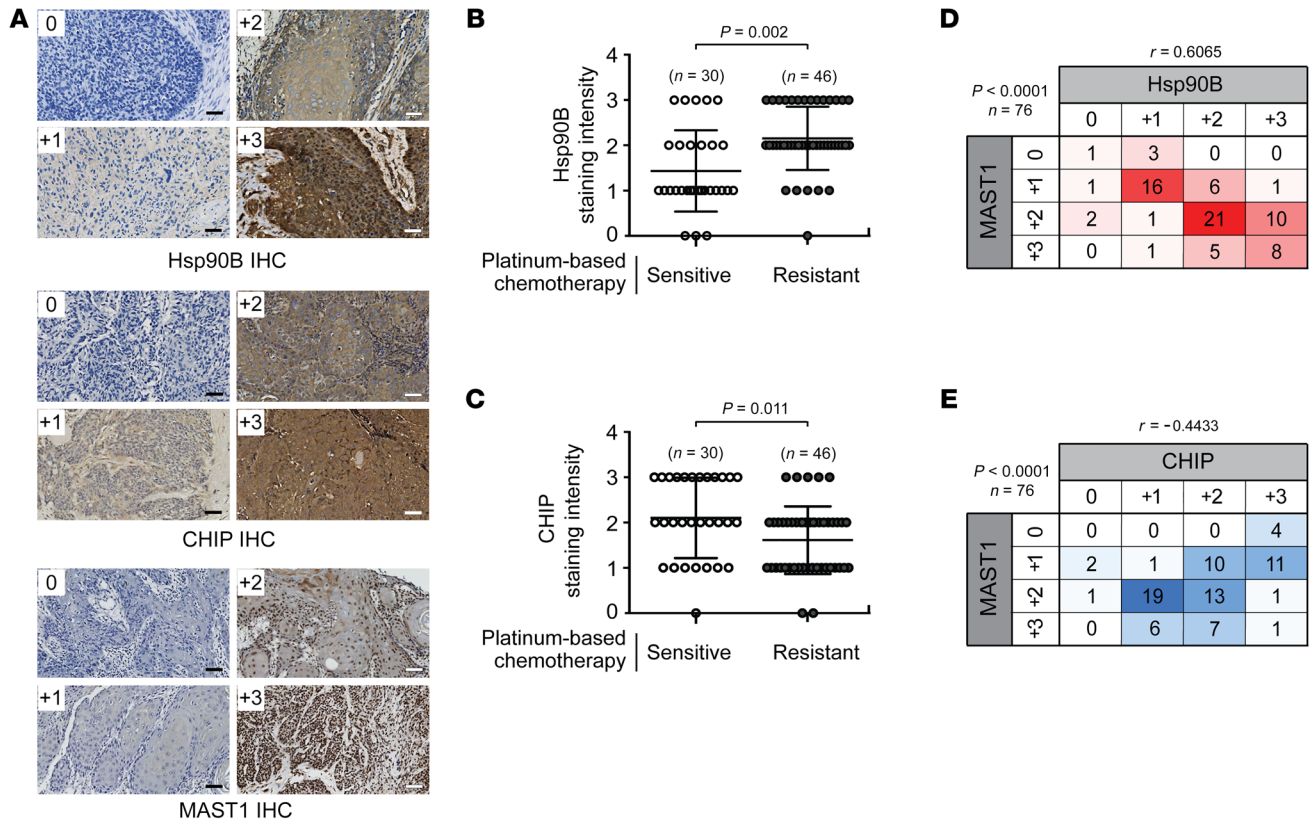 A
0
+2
+1
+3
Hsp90B IHC
0
+2
+1
+3
CHIP IHC
0
+2
+1
+3
MAST1 IHC
B
P = 0.002
(n = 30) (n = 46)
4
3
2
1
0
Hsp90B
staining intensity
Platinum-based
chemotherapy
Sensitive Resistant
C
P = 0.011
(n = 30) (n = 46)
4
3
2
1
0
CHIP
staining intensity
Platinum-based
chemotherapy
Sensitive Resistant
D
r = 0.6065
P < 0.0001
n = 76
Hsp90B
0 +1 +2 +3
MAST1
0 1 3 0 0
+1 1 16 6 1
+2 2 1 21 10
+3 0 1 5 8
E
r = -0.4433
P < 0.0001
n = 76
CHIP
0 +1 +2 +3
MAST1
0 0 0 0 4
+1 2 1 10 11
+2 1 19 13 1
+3 0 6 7 1